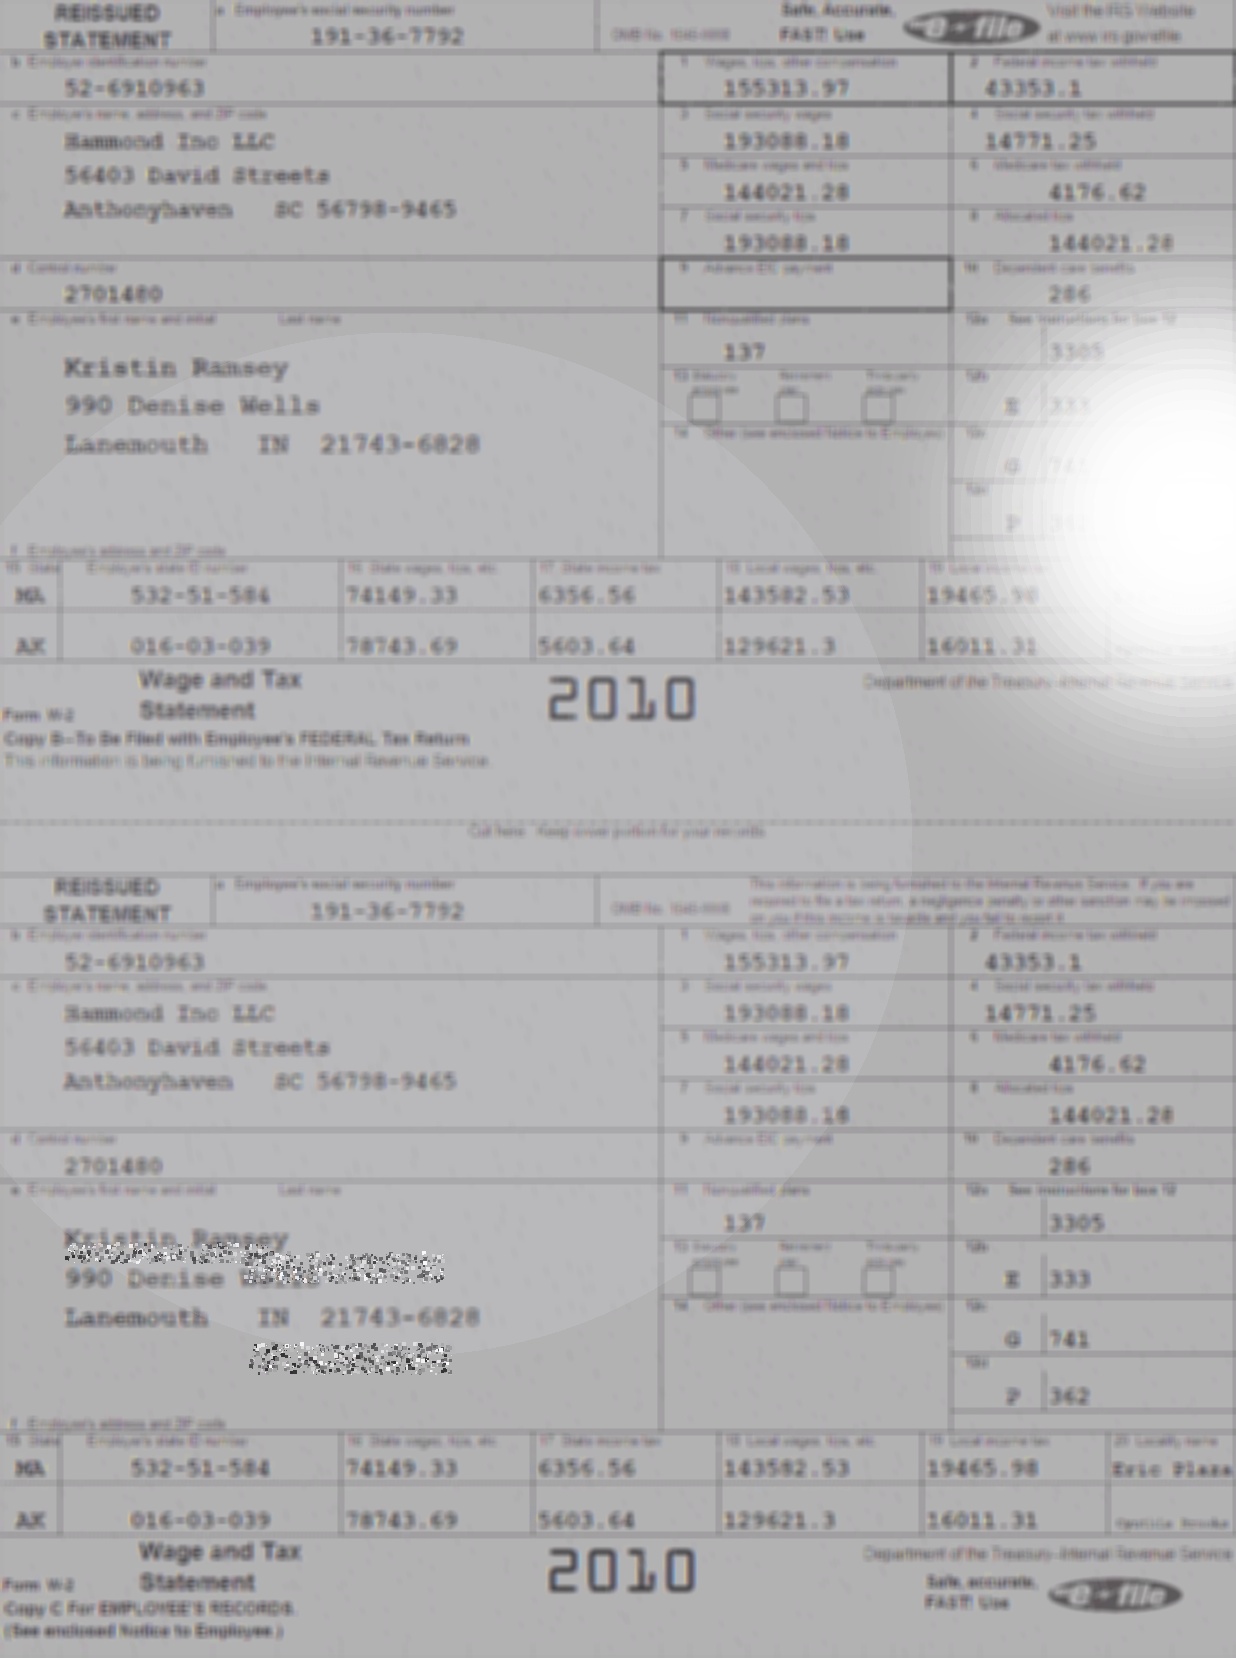 REISSUED STATEMENT
a Employee's social security number
191-36-7792
OMB No. 1545-0008
Safe, Accurate, FAST! Use
e-file
Visit the IRS Website at www.irs.gov/efile.
b Employer identification number
52-6910963
1 Wages, tips, other compensation
155313.97
2 Federal income tax withheld
43353.1
c Employer's name, address, and ZIP code
Hammond Inc LLC
56403 David Streets
Anthonyhaven SC 56798-9465
3 Social security wages
193088.18
4 Social security tax withheld
14771.25
5 Medicare wages and tips
144021.28
6 Medicare tax withheld
4176.62
7 Social security tips
193088.18
8 Allocated tips
144021.28
d Control number
2701480
9 Advance EIC payment
10 Dependent care benefits
286
e Employee's first name and initial Last name
Kristin Ramsey
990 Denise Wells
Lanemouth IN 21743-6828
11 Nonqualified plans
137
12a See instructions for box 12
3305
13 Statutory employee Retirement plan Third-party sick pay
12b
E 333
14 Other (see enclosed Notice to Employee)
12c
G 741
12d
P 362
f Employee's address and ZIP code
15 State Employer's state ID number 16 State wages, tips, etc. 17 State income tax 18 Local wages, tips, etc. 19 Local income
MA 532-51-584 74149.33 6356.56 143582.53 19465.98
AK 016-03-039 78743.69 5603.64 129621.3 16011.31
Wage and Tax Statement
Form W-2
2010
Department of the Treasury-Internal Revenue Service
Copy B--To Be Filed with Employee's FEDERAL Tax Return
This information is being furnished to the Internal Revenue Service.
Cut here. Keep lower portion for your records.
REISSUED STATEMENT
a Employee's social security number
191-36-7792
OMB No. 1545-0008
This information is being furnished to the Internal Revenue Service. If you are
required to file a tax return, a negligence penalty or other sanction may be imposed
on you if this income is taxable and you fail to report it.
b Employer identification number
52-6910963
1 Wages, tips, other compensation
155313.97
2 Federal income tax withheld
43353.1
c Employer's name, address, and ZIP code
Hammond Inc LLC
56403 David Streets
Anthonyhaven SC 56798-9465
3 Social security wages
193088.18
4 Social security tax withheld
14771.25
5 Medicare wages and tips
144021.28
6 Medicare tax withheld
4176.62
7 Social security tips
193088.18
8 Allocated tips
144021.28
d Control number
2701480
9 Advance EIC payment
10 Dependent care benefits
286
e Employee's first name and initial Last name
Kristin Ramsey
990 Denise Wells
Lanemouth IN 21743-6828
11 Nonqualified plans
137
12a See instructions for box 12
3305
13 Statutory employee Retirement plan Third-party sick pay
12b
E 333
14 Other (see enclosed Notice to Employee)
12c
G 741
12d
P 362
f Employee's address and ZIP code
15 State Employer's state ID number 16 State wages, tips, etc. 17 State income tax 18 Local wages, tips, etc. 19 Local income tax 20 Locality name
MA 532-51-584 74149.33 6356.56 143582.53 19465.98 Eric Plaza
AK 016-03-039 78743.69 5603.64 129621.3 16011.31
Wage and Tax Statement
Form W-2
2010
Department of the Treasury-Internal Revenue Service
Copy C For EMPLOYEE'S RECORDS.
(See enclosed Notice to Employee.)
Safe, accurate, FAST! Use
e-file